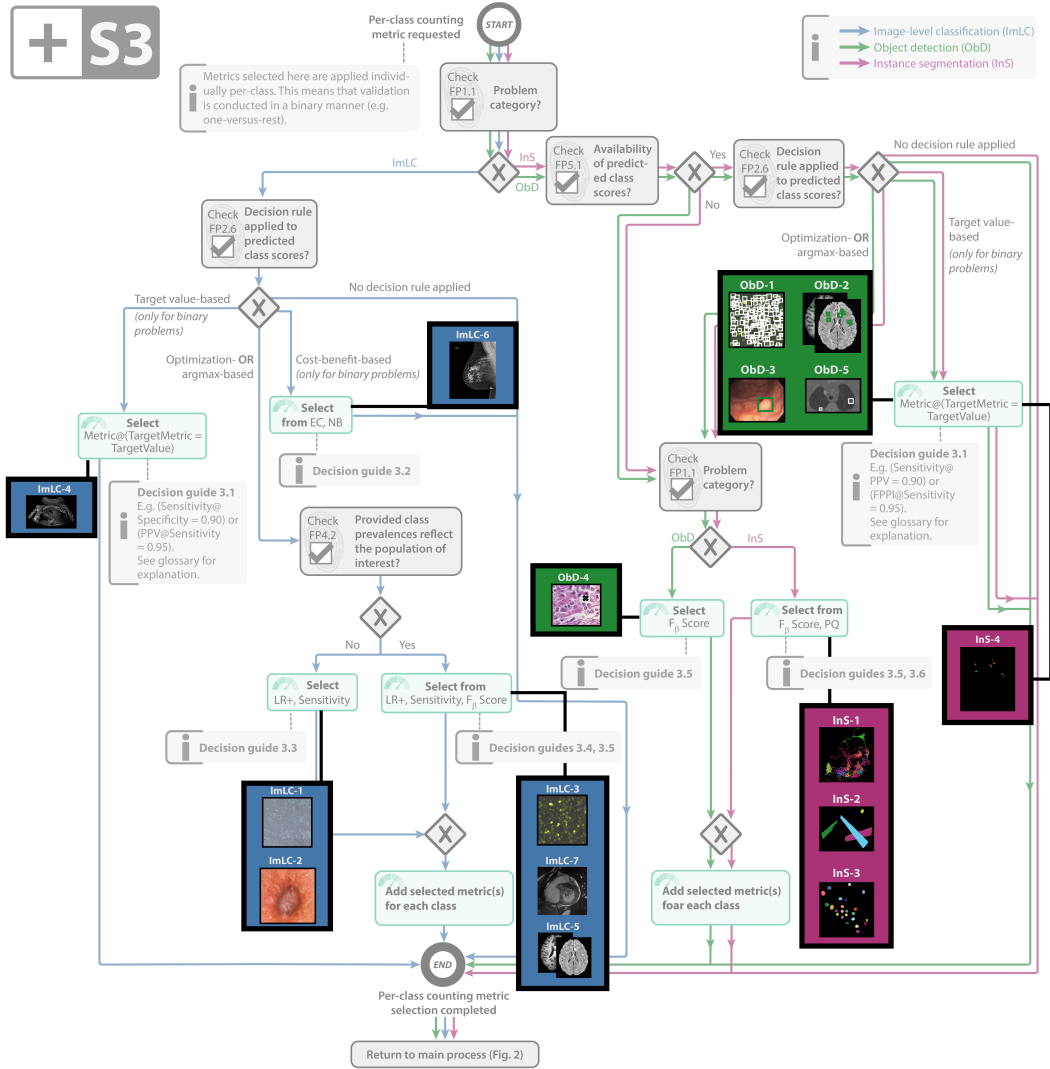 + S3
Per-class counting
metric requested
START
Image-level classification (ImLC)
Object detection (ObD)
Instance segmentation (InS)
Metrics selected here are applied individ-
ually per-class. This means that validation
is conducted in a binary manner (e.g.
one-versus-rest).
Check
FP1.1
Problem
category?
ImLC
InS
ObD
Check
FP5.1
Availability
of predict-
ed class
scores?
Yes
No
Check
FP2.6
Decision
rule applied
to predicted
class scores?
No decision rule applied
Check
FP2.6
Decision rule
applied to
predicted
class scores?
Optimization- OR
argmax-based
Target value-
based
(only for binary
problems)
Target value-based
(only for binary
problems)
No decision rule applied
Optimization- OR
argmax-based
Cost-benefit-based
(only for binary problems)
ImLC-6
ObD-1
ObD-2
ObD-3
ObD-5
Select
Metric@(TargetMetric =
TargetValue)
Select
from EC, NB
Select
Metric@(TargetMetric =
TargetValue)
Decision guide 3.2
ImLC-4
Decision guide 3.1
E.g. (Sensitivity@
Specificity = 0.90) or
(PPV@Sensitivity
= 0.95).
See glossary for
explanation.
Check
FP1.1
Problem
category?
Decision guide 3.1
E.g. (Sensitivity@
PPV = 0.90) or
(FPPI@Sensitivity
= 0.95).
See glossary for
explanation.
Check
FP4.2
Provided class
prevalences reflect
the population of
interest?
ObD
InS
ObD-4
Select
Fβ Score
Select from
Fβ Score, PQ
No
Yes
InS-4
Decision guide 3.5
Decision guides 3.5, 3.6
Select
LR+, Sensitivity
Select from
LR+, Sensitivity, Fβ Score
Decision guide 3.3
Decision guides 3.4, 3.5
InS-1
InS-2
InS-3
ImLC-1
ImLC-2
ImLC-3
ImLC-7
ImLC-5
Add selected metric(s)
for each class
Add selected metric(s)
foar each class
END
Per-class counting metric
selection completed
Return to main process (Fig. 2)